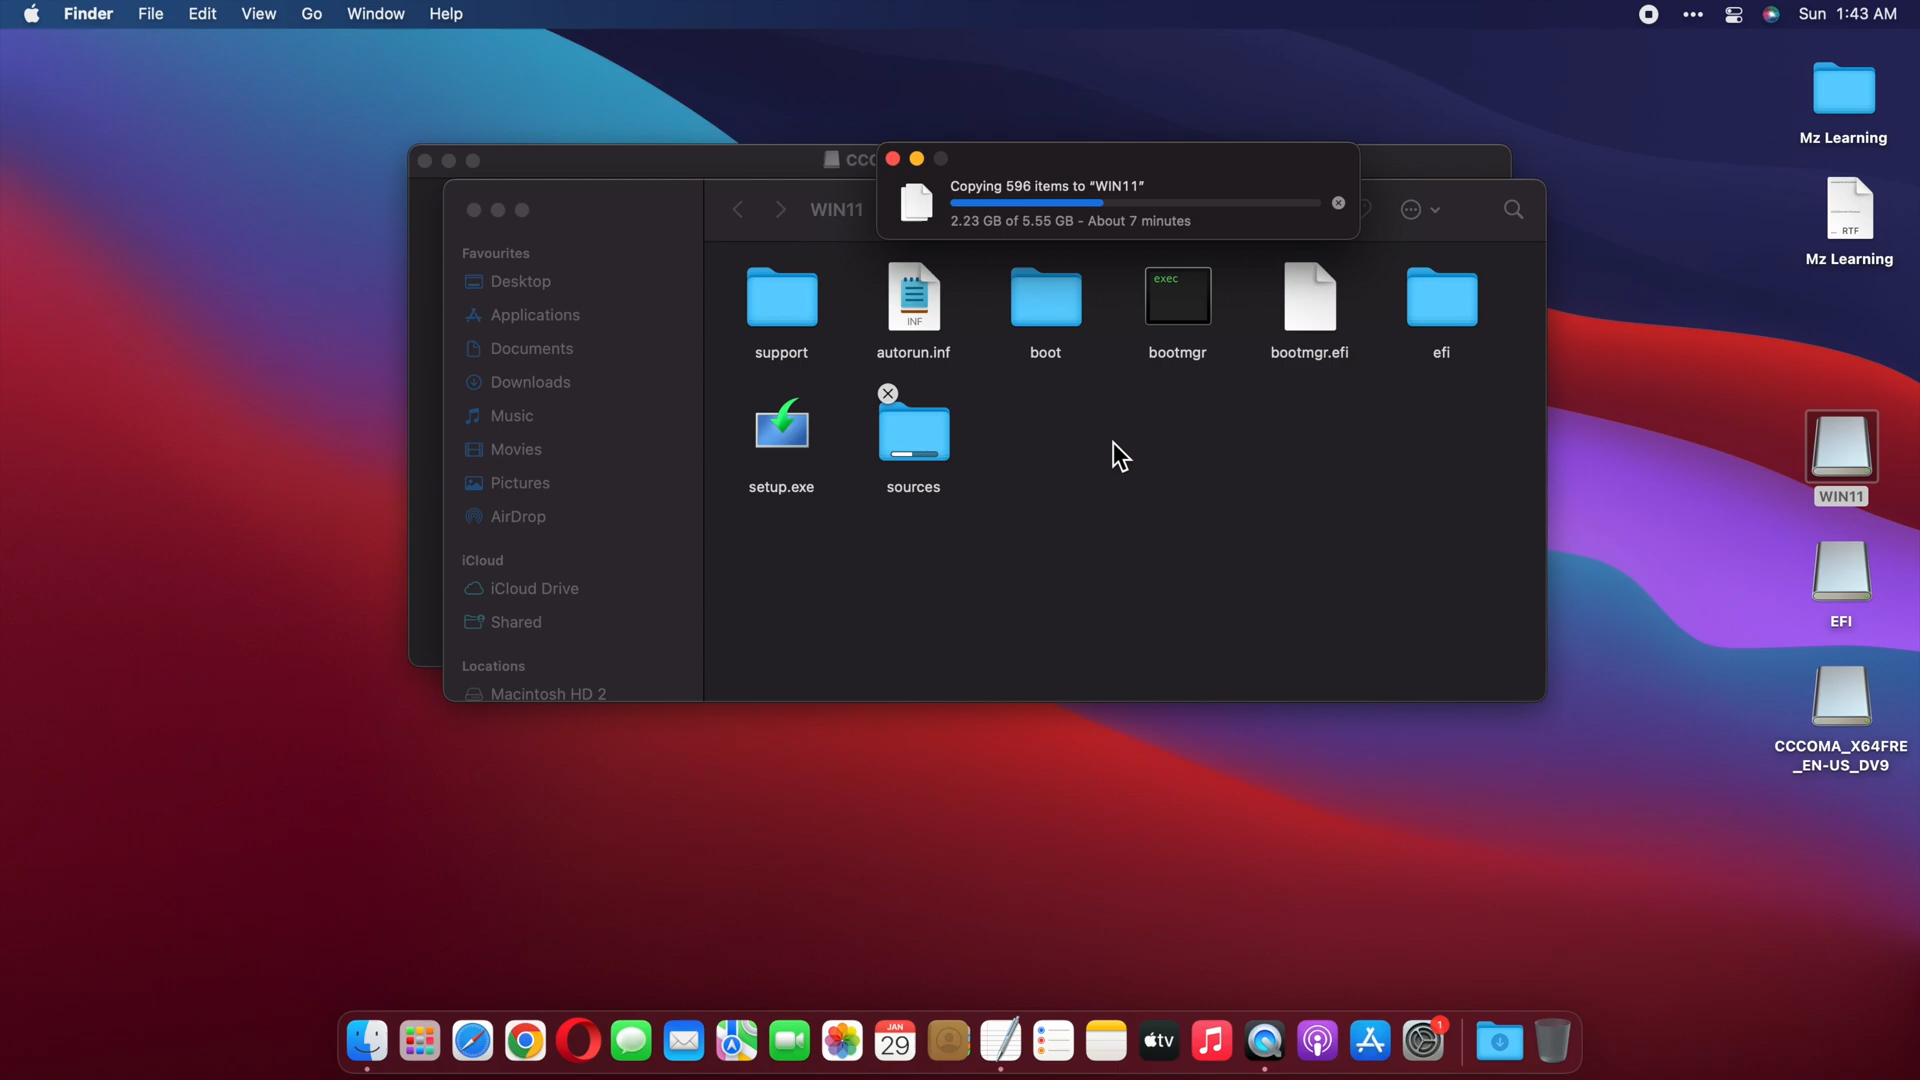 Finder File Edit View Go Window Help
Sun 1:43 AM
Mz Learning
RTF
Mz Learning
WIN11
EFI
CCCOMA_X64FRE
_EN-US_DV9
Copying 596 items to “WIN11”
2.23 GB of 5.55 GB - About 7 minutes
WIN11
Favourites
Desktop
Applications
Documents
Downloads
Music
Movies
Pictures
AirDrop
iCloud
iCloud Drive
Shared
Locations
Macintosh HD 2
INF
exec
support
autorun.inf
boot
bootmgr
bootmgr.efi
efi
setup.exe
sources
JAN
29
tv
1